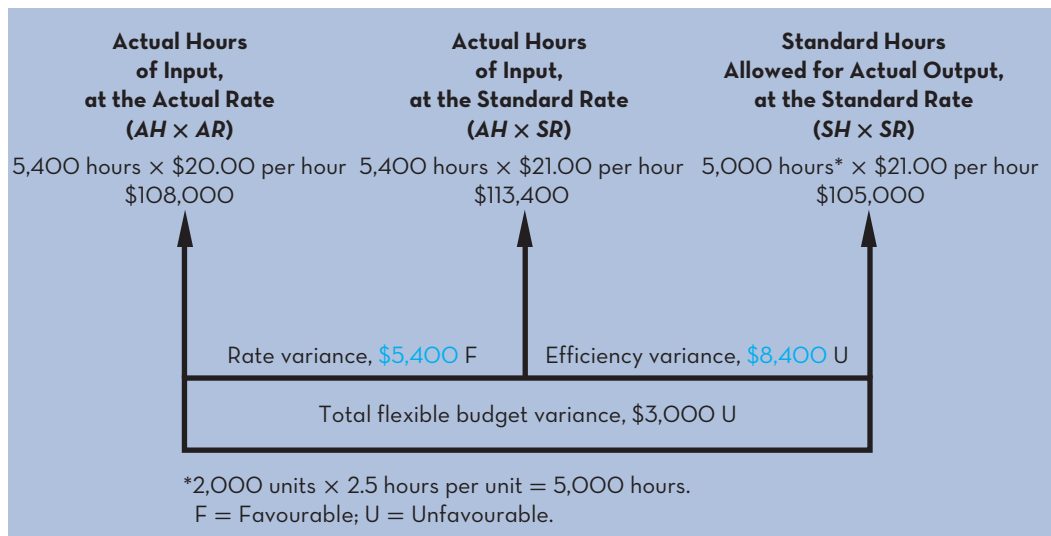 Actual Hours
of Input,
at the Actual Rate
(AH × AR)
5,400 hours × $20.00 per hour
$108,000
Actual Hours
of Input,
at the Standard Rate
(AH × SR)
5,400 hours × $21.00 per hour
$113,400
Standard Hours
Allowed for Actual Output,
at the Standard Rate
(SH × SR)
5,000 hours* × $21.00 per hour
$105,000
Rate variance, $5,400 F
Efficiency variance, $8,400 U
Total flexible budget variance, $3,000 U
*2,000 units × 2.5 hours per unit = 5,000 hours.
F = Favourable; U = Unfavourable.